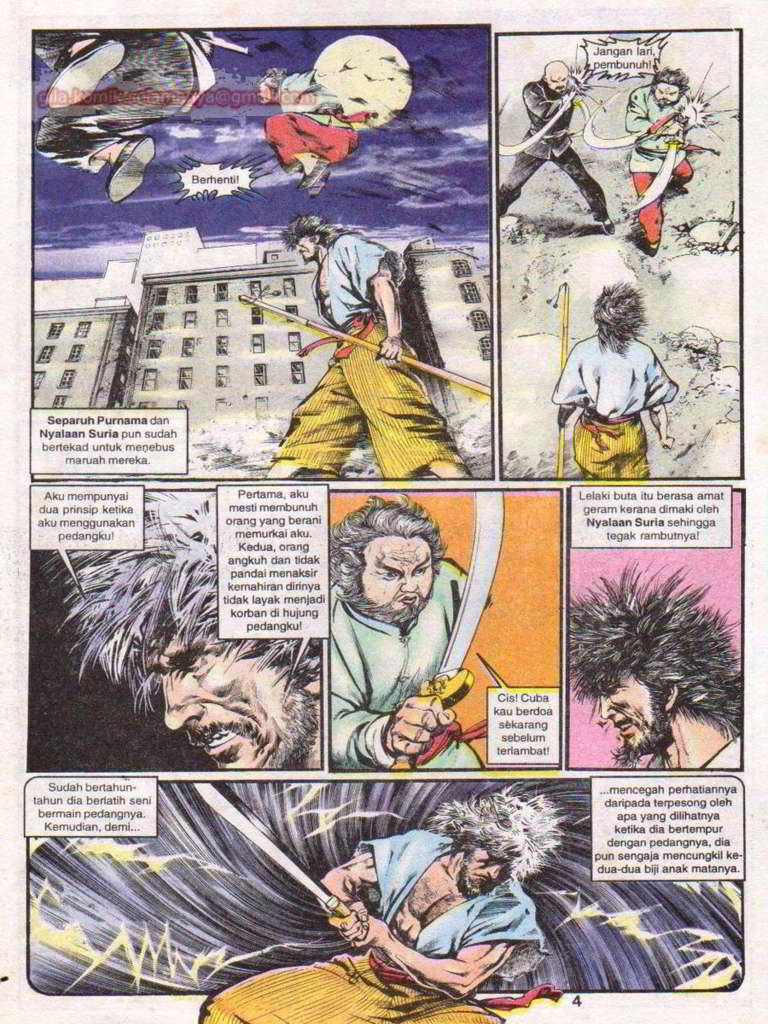 gila.komik
@gmail.com
Berhenti!
Jangan lari,
pembunuh!
Separuh Purnama dan
Nyalaan Suria pun sudah
bertekad untuk menebus
maruah mereka.
Aku mempunyai
dua prinsip ketika
aku menggunakan
pedangku!
Pertama, aku
mesti membunuh
orang yang berani
memurkai aku.
Kedua, orang
angkuh dan tidak
pandai menaksir
kemahiran dirinya
tidak layak menjadi
korban di hujung
pedangku!
Cis! Cuba
kau berdoa
sekarang
sebelum
terlambat!
Lelaki buta itu berasa amat
geram kerana dimaki oleh
Nyalaan Suria sehingga
tegak rambutnya!
Sudah bertahun-
tahun dia berlatih seni
bermain pedangnya.
Kemudian, demi...
...mencegah perhatiannya
daripada terpesong oleh
apa yang dilihatnya
ketika dia bertempur
dengan pedangnya, dia
pun sengaja mencungkil ke-
dua-dua biji anak matanya.
4